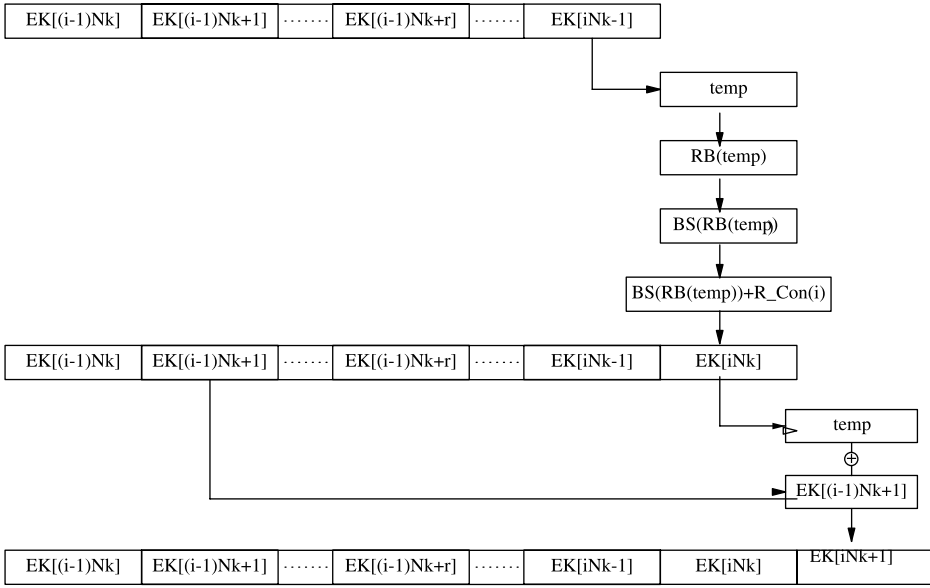 EK[(i-1)Nk] EK[(i-1)Nk+1] ....... EK[(i-1)Nk+r] ....... EK[iNk-1]
temp
RB(temp)
BS(RB(temp))
BS(RB(temp))+R_Con(i)
EK[(i-1)Nk] EK[(i-1)Nk+1] ....... EK[(i-1)Nk+r] ....... EK[iNk-1] EK[iNk]
temp
+
EK[(i-1)Nk+1]
EK[(i-1)Nk] EK[(i-1)Nk+1] ....... EK[(i-1)Nk+r] ....... EK[iNk-1] EK[iNk] EK[iNk+1]